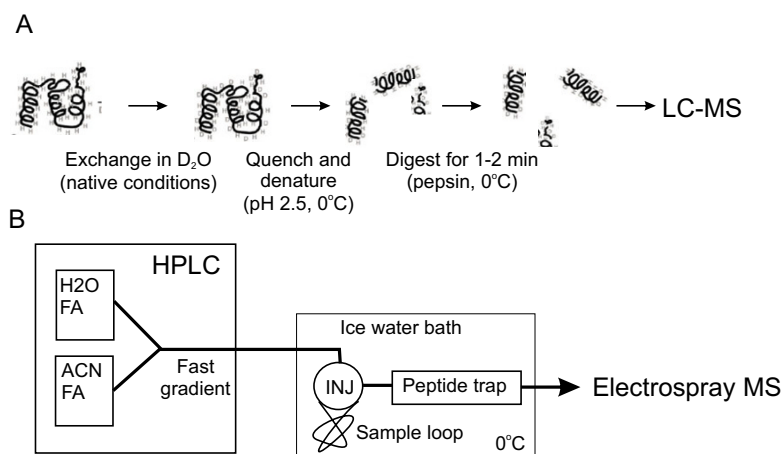 A
LC-MS
Exchange in D₂O
(native conditions)
Quench and
denature
(pH 2.5, 0°C)
Digest for 1-2 min
(pepsin, 0°C)
B
HPLC
H2O
FA
ACN
FA
Fast
gradient
Ice water bath
INJ
Peptide trap
Sample loop
0°C
Electrospray MS